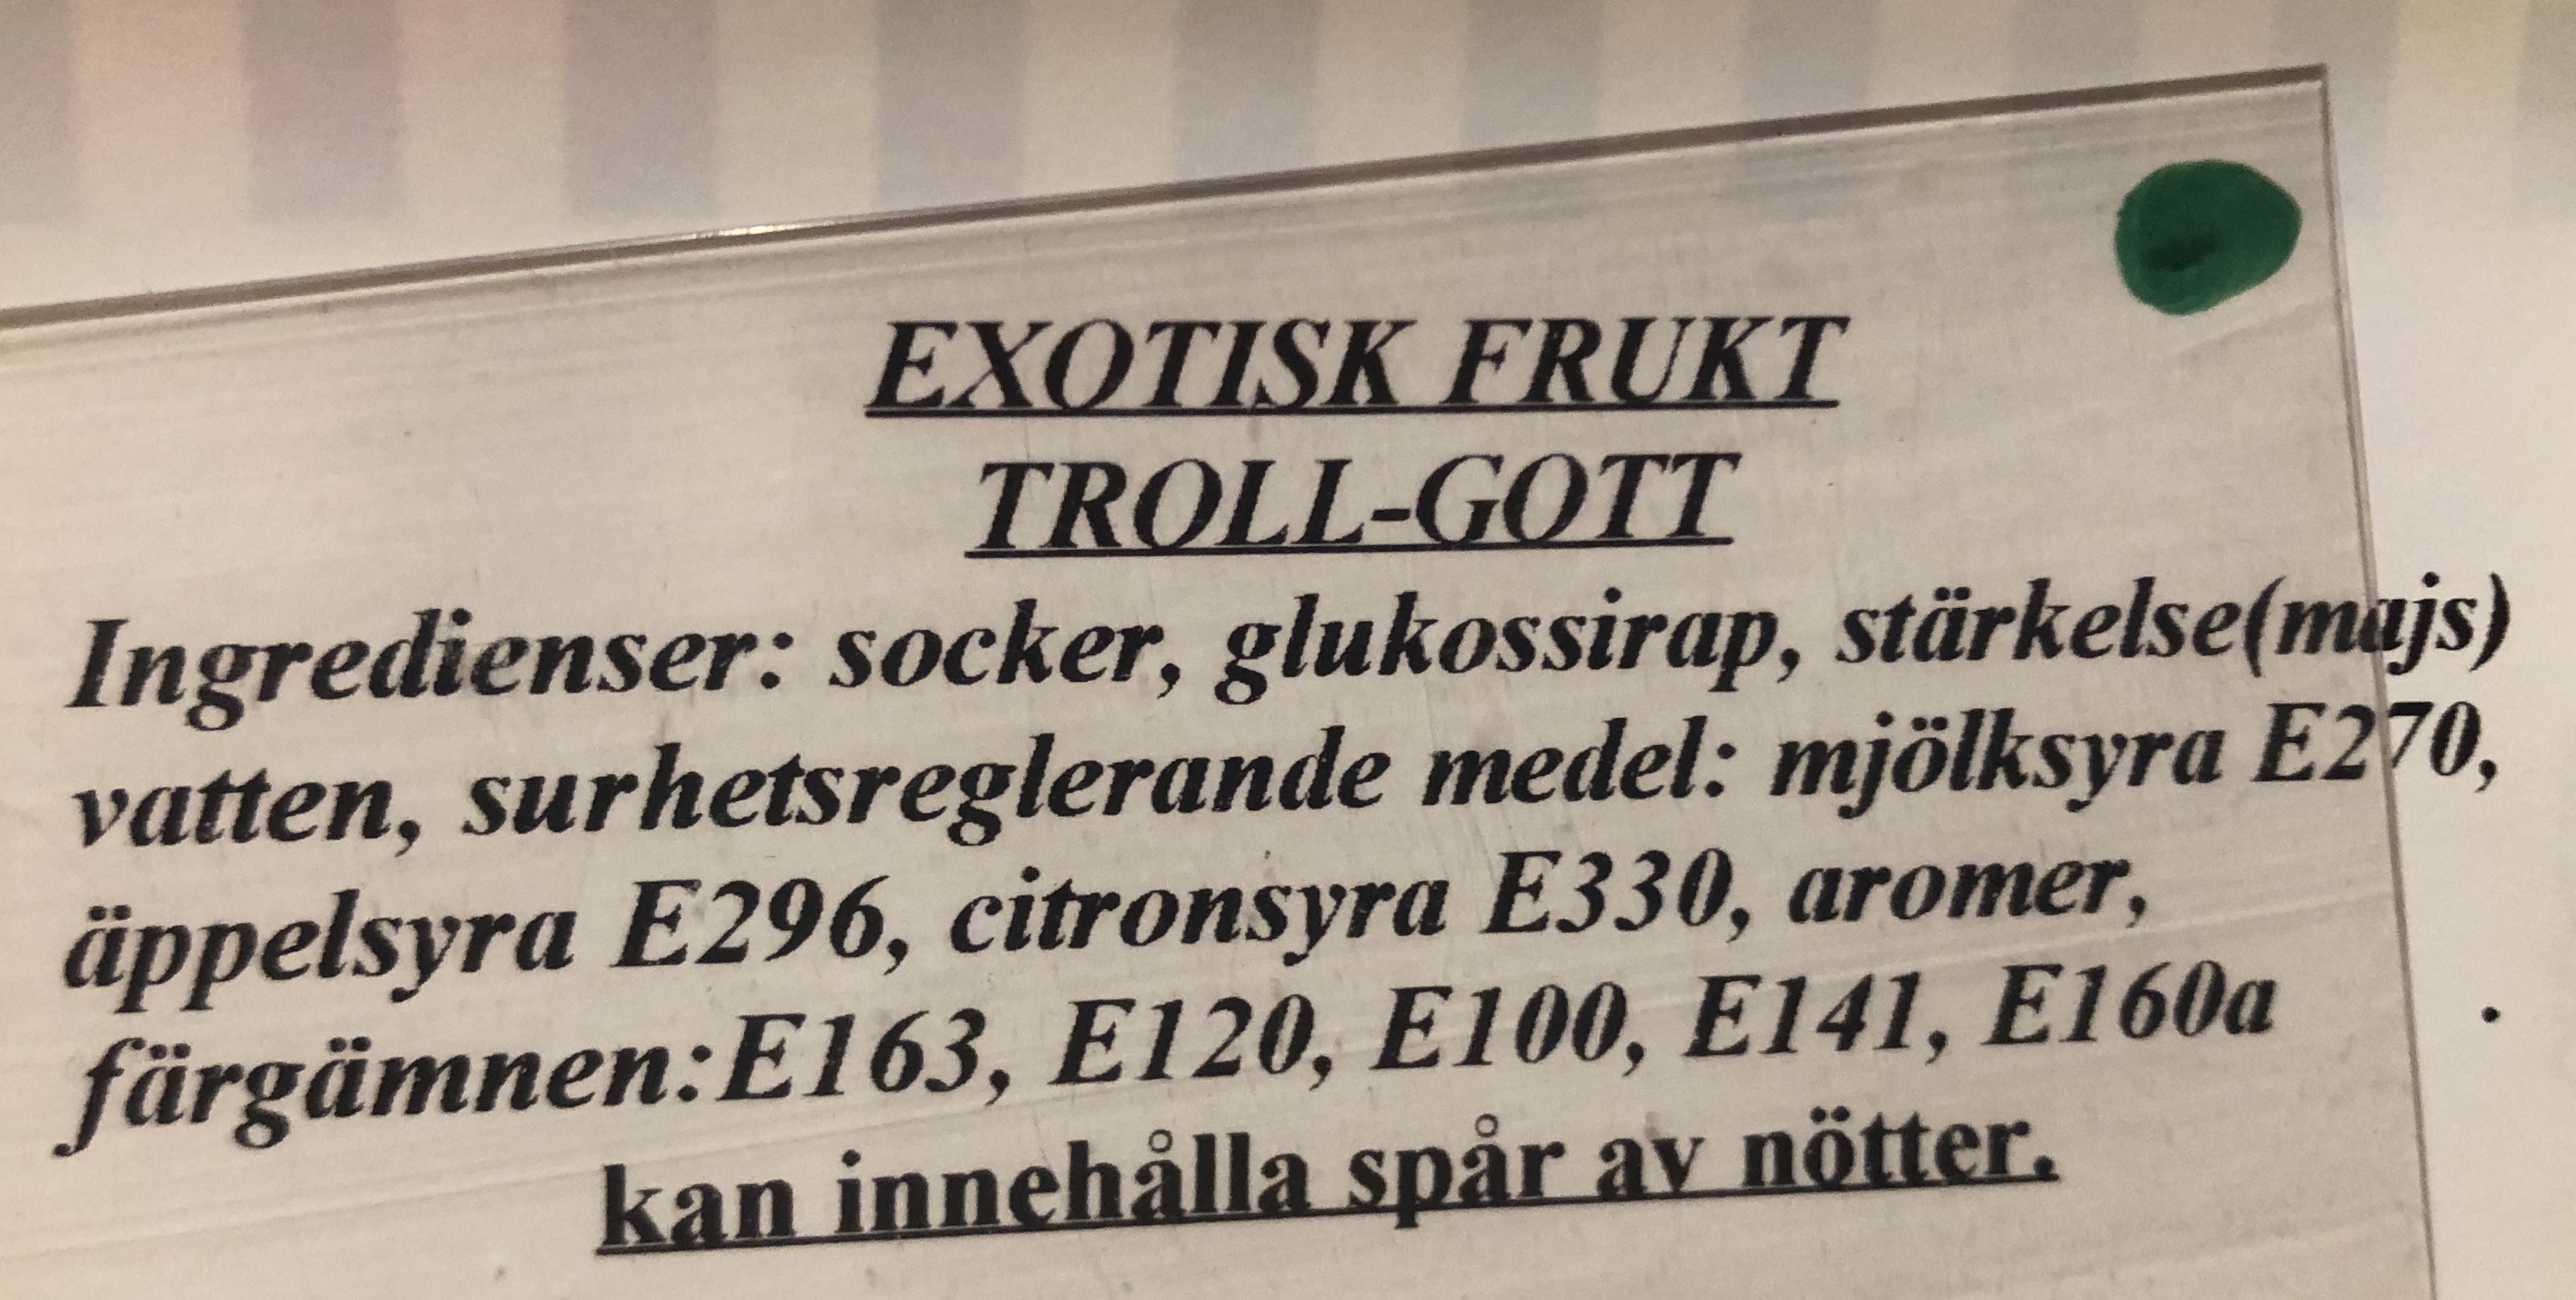 EXOTISK FRUKT
TROLL-GOTT
Ingredienser: socker, glukossirap, stärkelse(majs)
vatten, surhetsreglerande medel: mjölksyra E270,
äppelsyra E296, citronsyra E330, aromer,
färgämnen:E163, E120, E100, E141, E160a
kan innehålla spår av nötter.